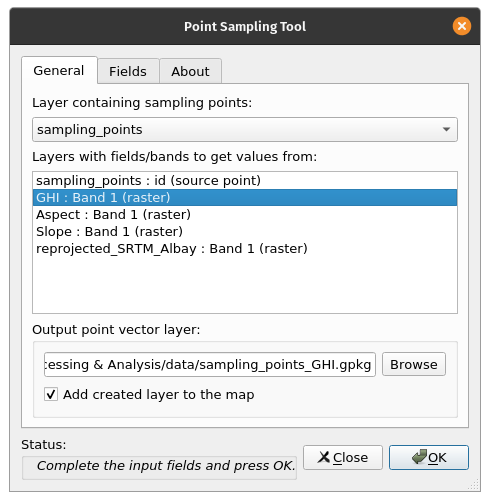 Point Sampling Tool
General Fields About
Layer containing sampling points:
sampling_points
Layers with fields/bands to get values from:
sampling_points : id (source point)
GHI : Band 1 (raster)
Aspect : Band 1 (raster)
Slope : Band 1 (raster)
reprojected_SRTM_Albay : Band 1 (raster)
Output point vector layer:
cessing & Analysis/data/sampling_points_GHI.gpkg Browse
Add created layer to the map
Status:
Complete the input fields and press OK. Close OK